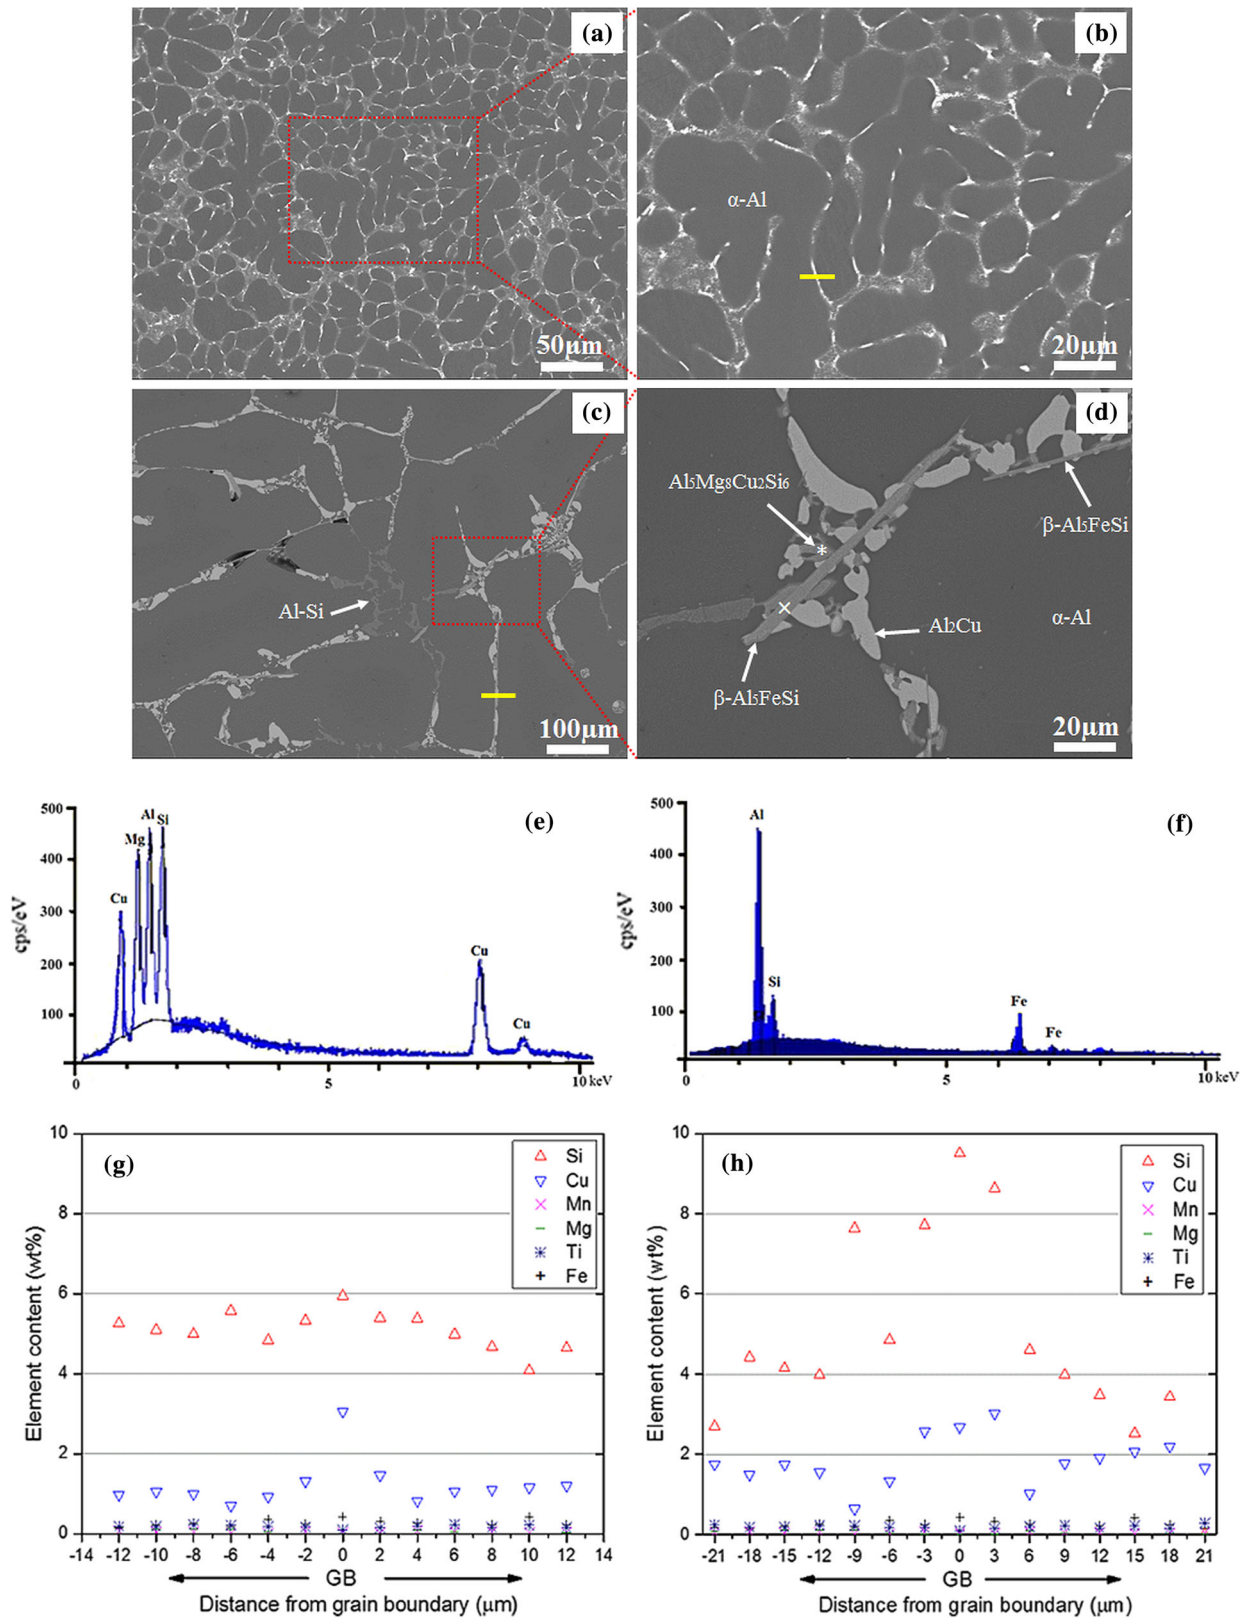 (a)
(b)
α-Al
50μm
20μm
(c)
(d)
Al5Mg8Cu2Si6
β-Al5FeSi
Al-Si
Al2Cu
α-Al
β-Al5FeSi
100μm
20μm
(e)
500
400
300
200
100
cps/eV
Cu
Mg
Al
Si
Cu
Cu
0
5
10 keV
(f)
500
400
300
200
100
cps/eV
Al
Si
Fe
Fe
0
5
10 keV
(g)
10
8
6
4
2
0
Element content (wt%)
Si
Cu
Mn
Mg
Ti
Fe
-14 -12 -10 -8 -6 -4 -2 0 2 4 6 8 10 12 14
GB
Distance from grain boundary (μm)
(h)
10
8
6
4
2
0
Element content (wt%)
Si
Cu
Mn
Mg
Ti
Fe
-21 -18 -15 -12 -9 -6 -3 0 3 6 9 12 15 18 21
GB
Distance from grain boundary (μm)